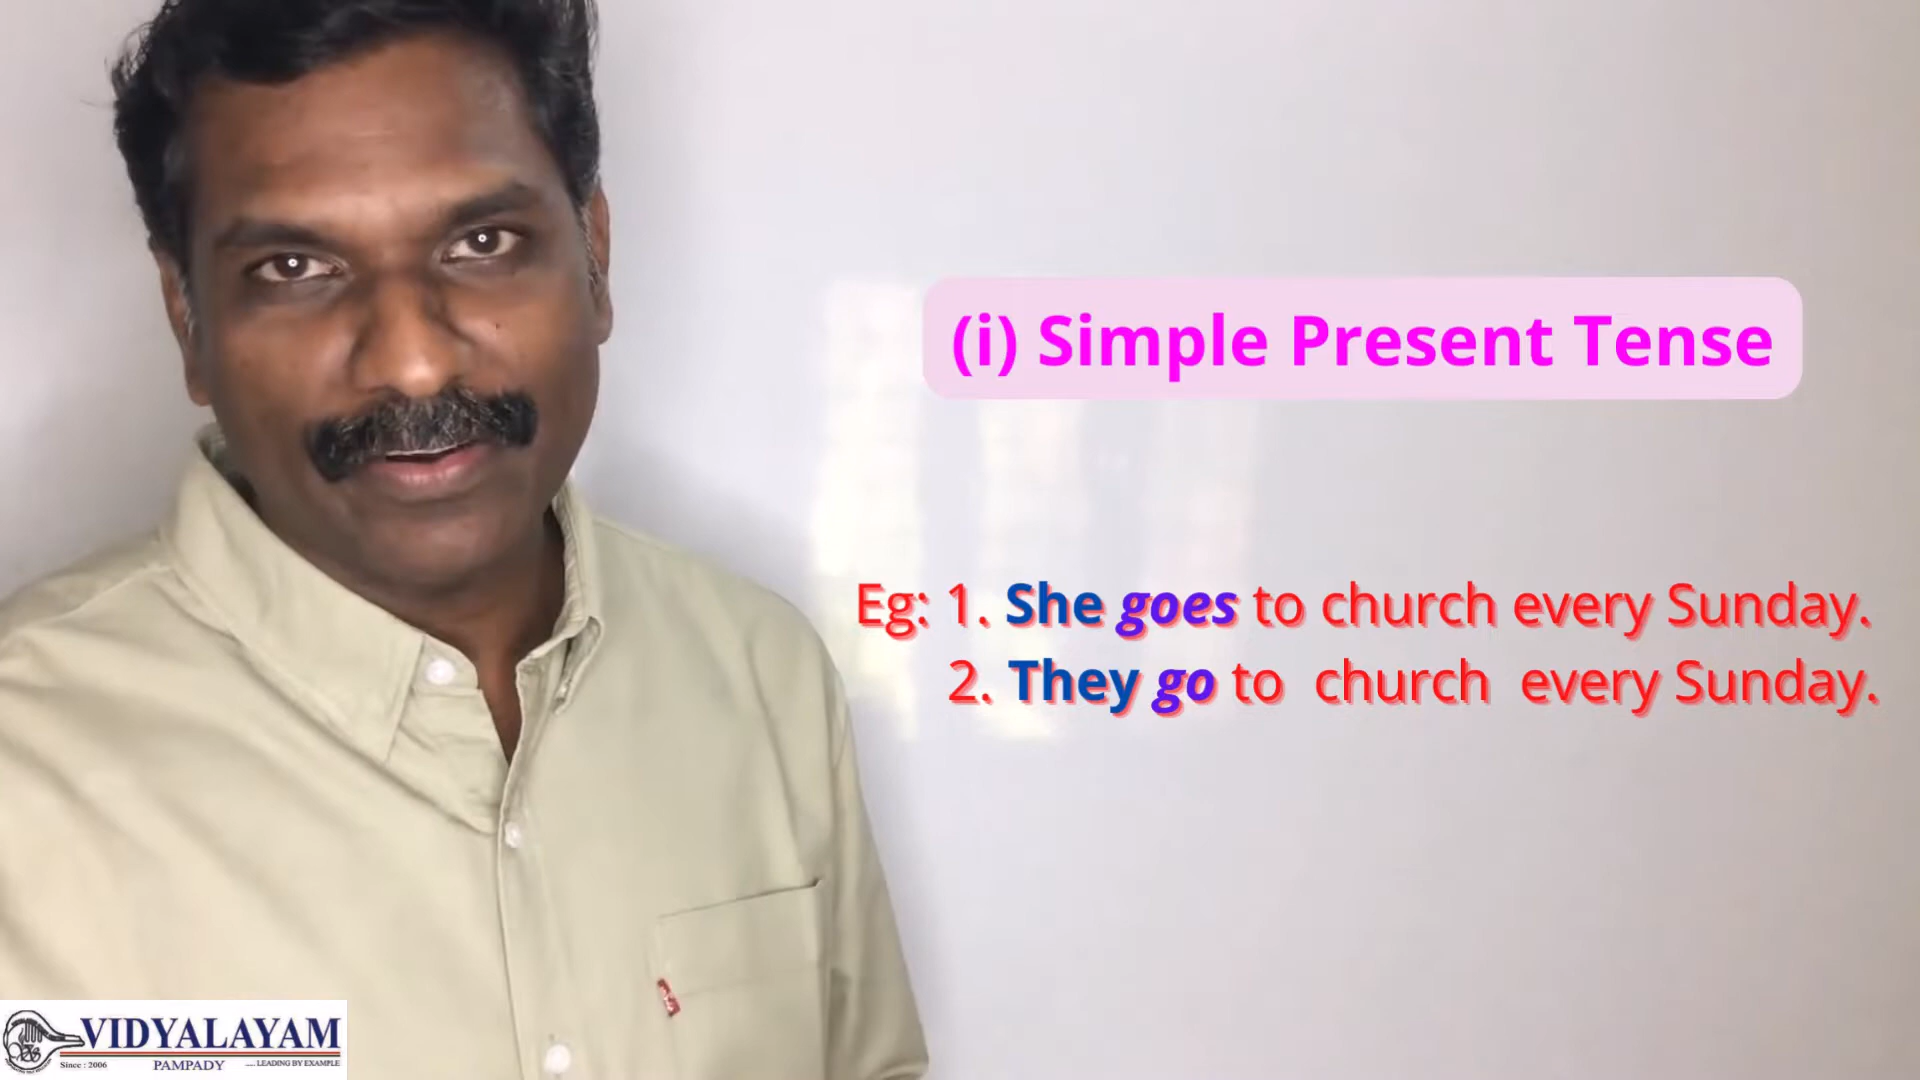 (i) Simple Present Tense
Eg: 1. She goes to church every Sunday.
2. They go to church every Sunday.
VIDYALAYAM
Since : 2006 PAMPADY .... LEADING BY EXAMPLE